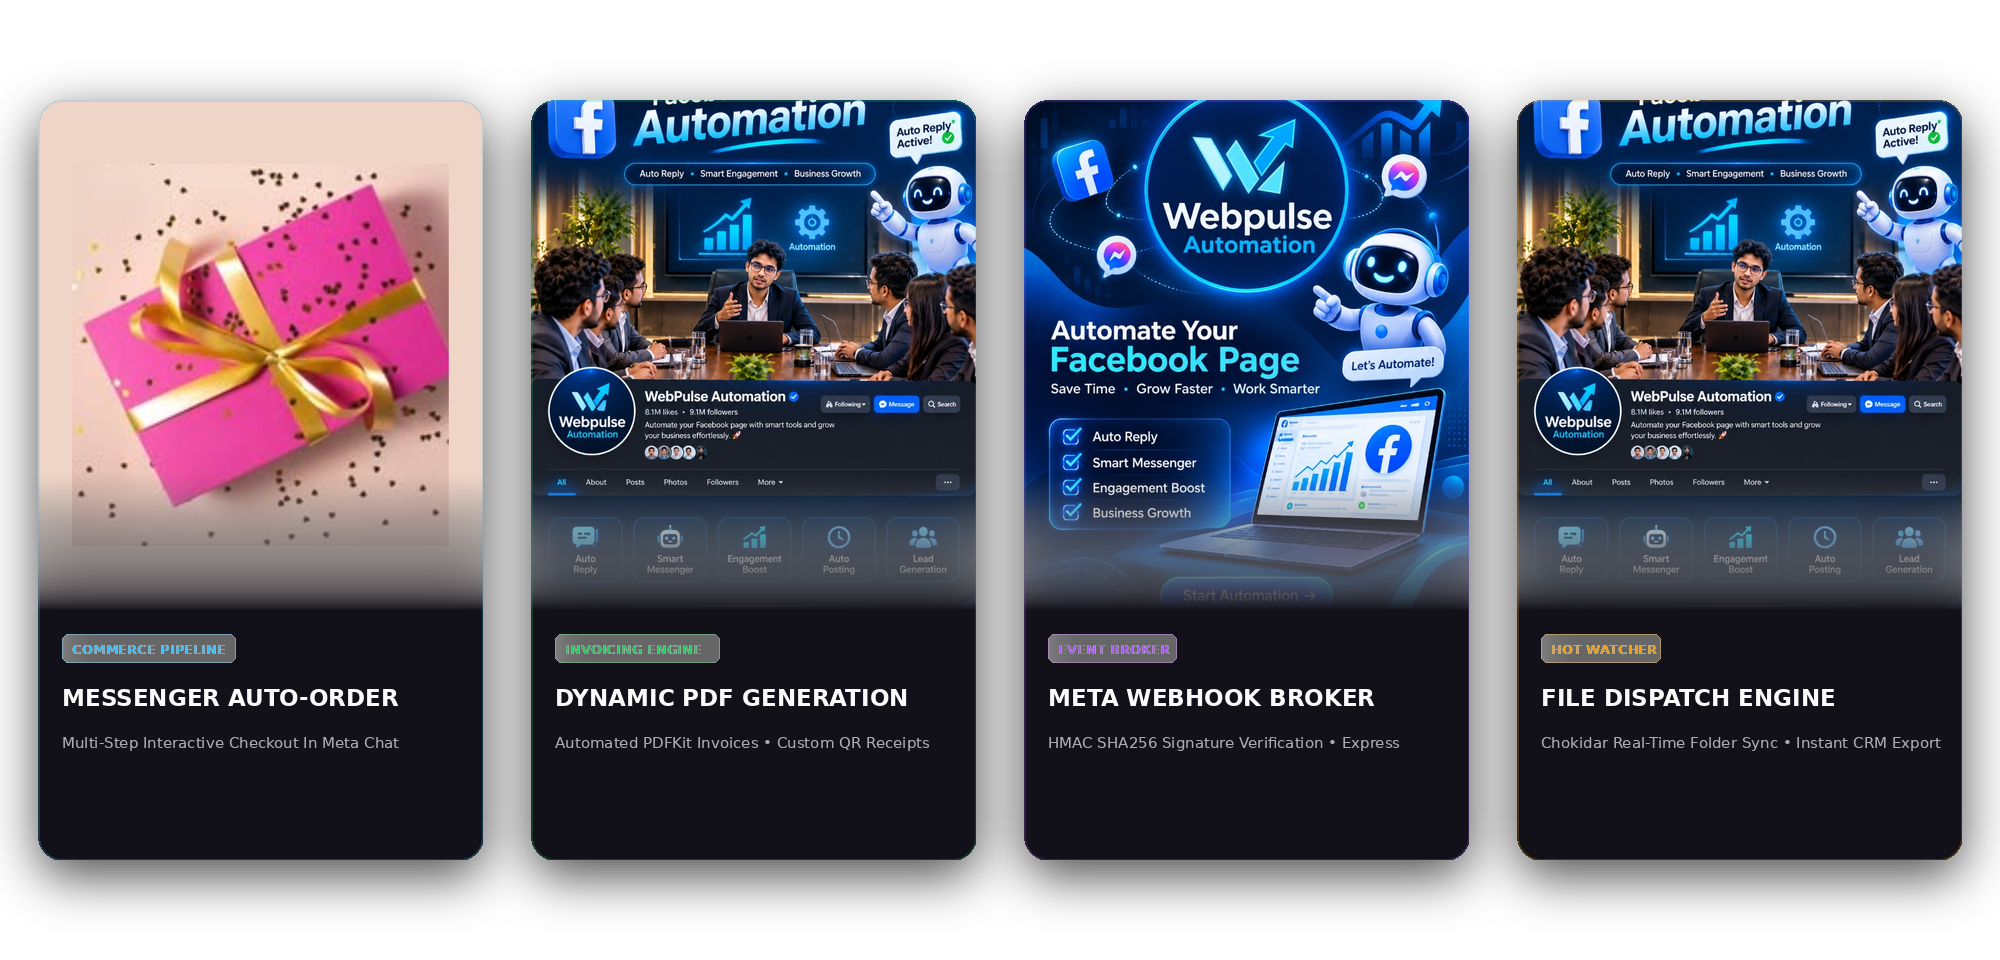 COMMERCE PIPELINE
MESSENGER AUTO-ORDER
Multi-Step Interactive Checkout In Meta Chat
Automation
Auto Reply
Active!
Auto Reply • Smart Engagement • Business Growth
Automation
Webpulse
Automation
WebPulse Automation
8.1M likes • 9.1M followers
Automate your Facebook page with smart tools and grow
your business effortlessly. 🚀
Following
Message
Search
All About Posts Photos Followers More
Auto
Reply
Smart
Messenger
Engagement
Boost
Auto
Posting
Lead
Generation
INVOICING ENGINE
DYNAMIC PDF GENERATION
Automated PDFKit Invoices • Custom QR Receipts
Webpulse
Automation
Automate Your
Facebook Page
Save Time • Grow Faster • Work Smarter
Let's Automate!
Auto Reply
Smart Messenger
Engagement Boost
Business Growth
Start Automation →
EVENT BROKER
META WEBHOOK BROKER
HMAC SHA256 Signature Verification • Express
Automation
Auto Reply
Active!
Auto Reply • Smart Engagement • Business Growth
Automation
Webpulse
Automation
WebPulse Automation
8.1M likes • 9.1M followers
Automate your Facebook page with smart tools and grow
your business effortlessly. 🚀
Following
Message
Search
All About Posts Photos Followers More
Auto
Reply
Smart
Messenger
Engagement
Boost
Auto
Posting
Lead
Generation
HOT WATCHER
FILE DISPATCH ENGINE
Chokidar Real-Time Folder Sync • Instant CRM Export